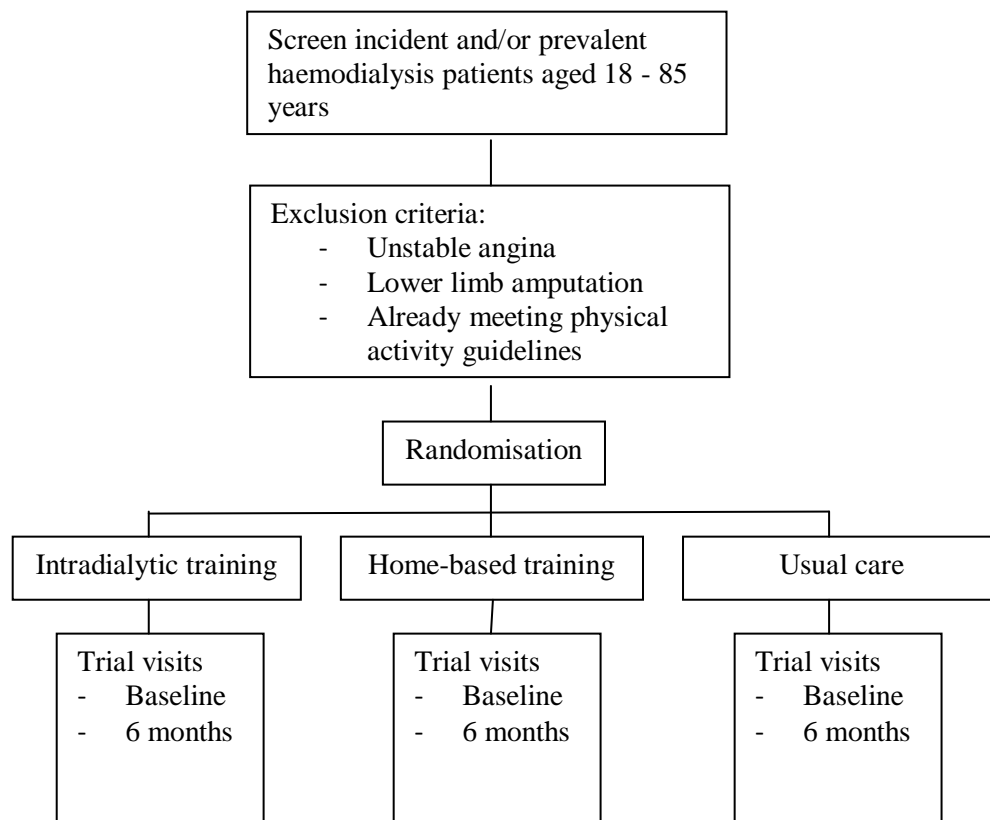 Screen incident and/or prevalent
haemodialysis patients aged 18 - 85
years
Exclusion criteria:
- Unstable angina
- Lower limb amputation
- Already meeting physical
activity guidelines
Randomisation
Intradialytic training
Home-based training
Usual care
Trial visits
- Baseline
- 6 months
Trial visits
- Baseline
- 6 months
Trial visits
- Baseline
- 6 months